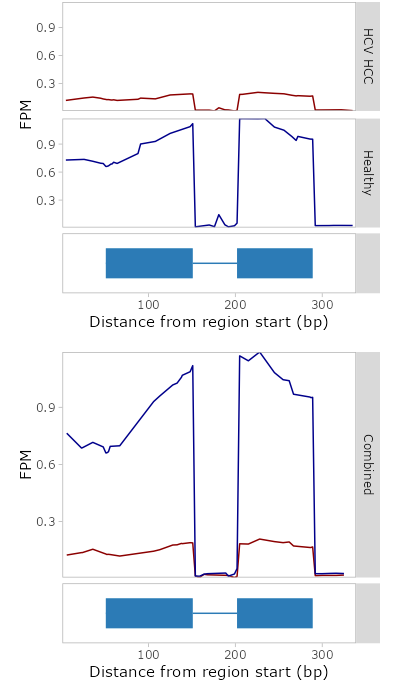 0.9
0.6
0.3
HCV HCC
FPM
0.9
0.6
0.3
Healthy
100 200 300
Distance from region start (bp)
0.9
0.6
0.3
FPM
Combined
100 200 300
Distance from region start (bp)